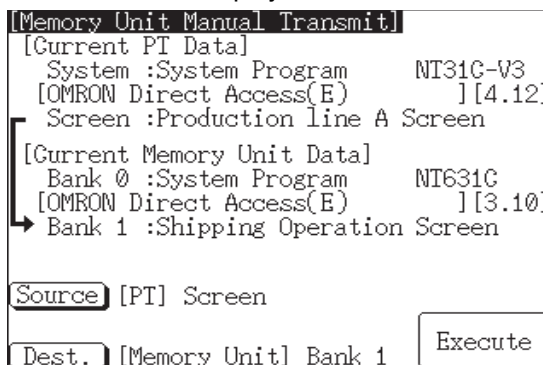 [Memory Unit Manual Transmit]
[Current PT Data]
System :System Program NT31C-V3
[OMRON Direct Access(E) ][4.12]
Screen :Production line A Screen
[Current Memory Unit Data]
Bank 0 :System Program NT631C
[OMRON Direct Access(E) ][3.10]
Bank 1 :Shipping Operation Screen
Source [PT] Screen
Execute
Dest. [Memory Unit] Bank 1